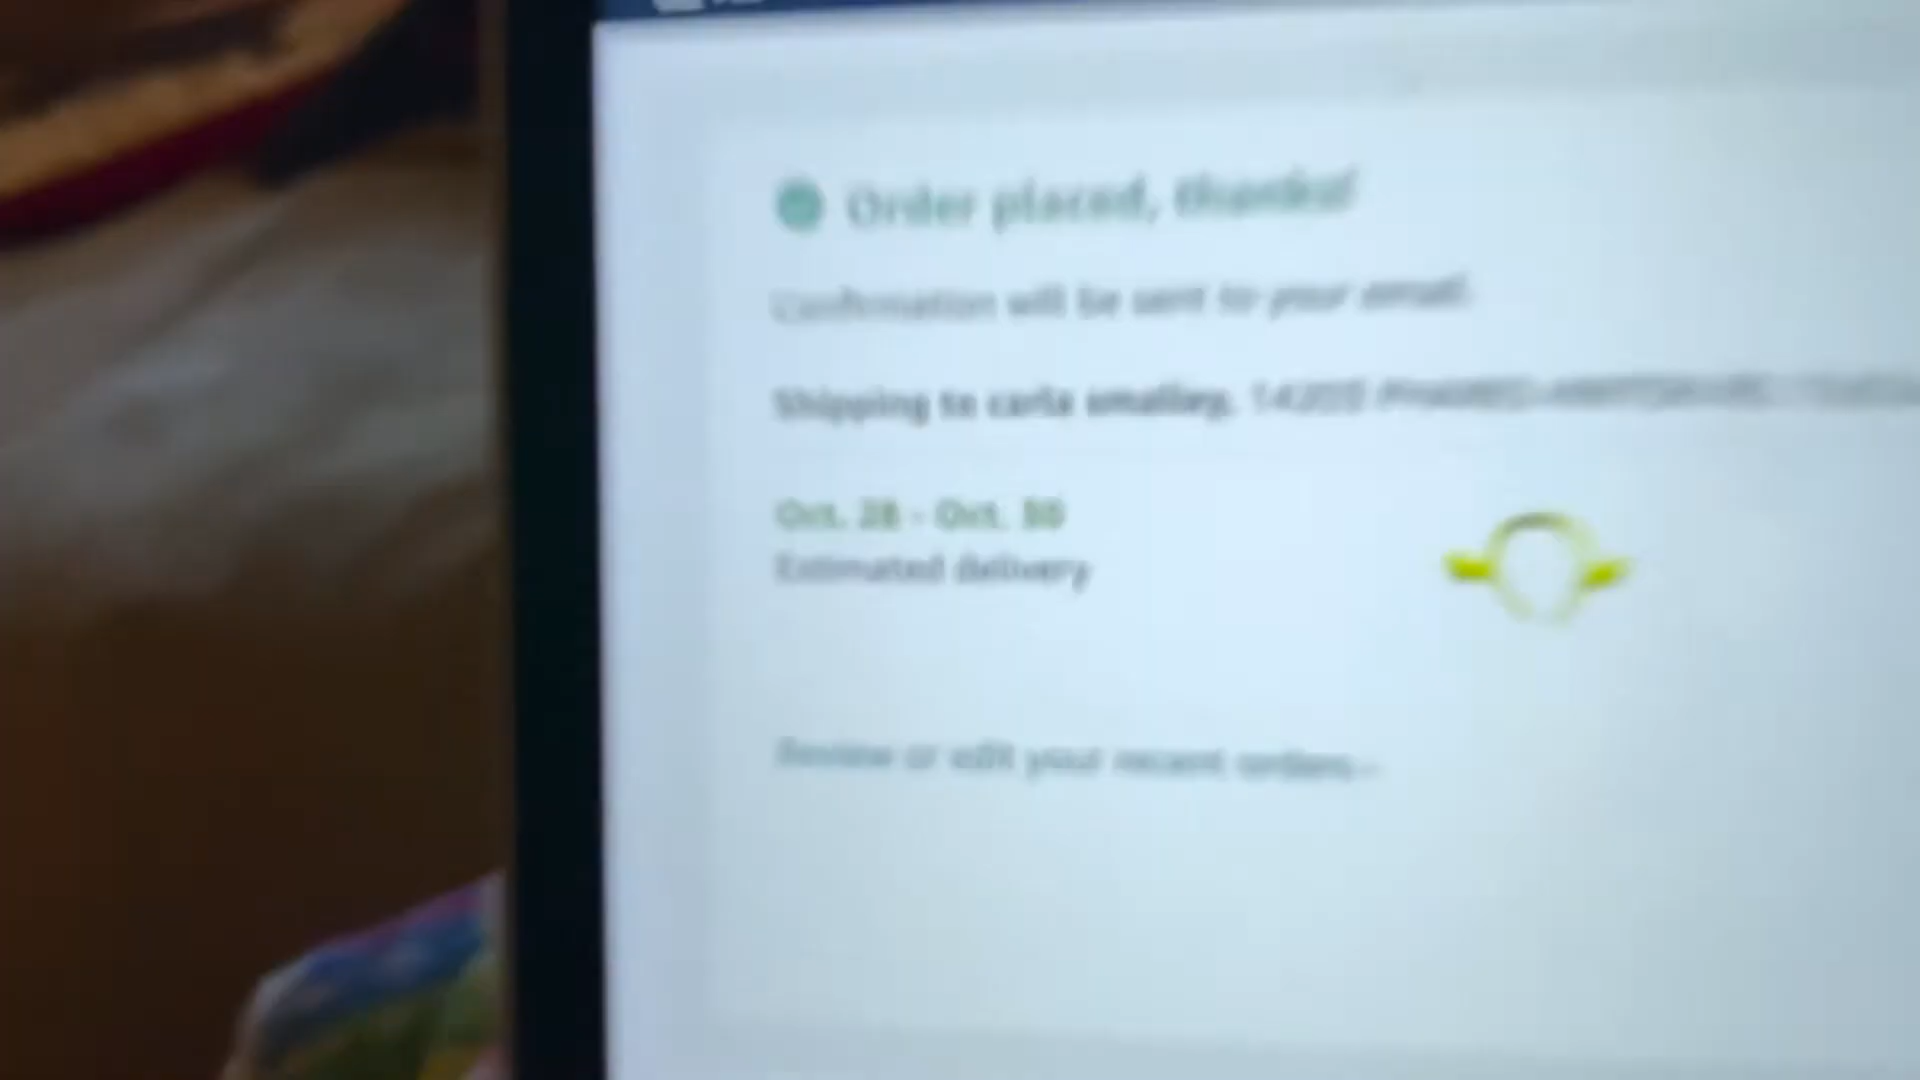 Order placed, thanks!
Confirmation will be sent to your email.
Shipping to carla smalley,
Oct. 28 - Oct. 30
Estimated delivery
Review or edit your recent orders